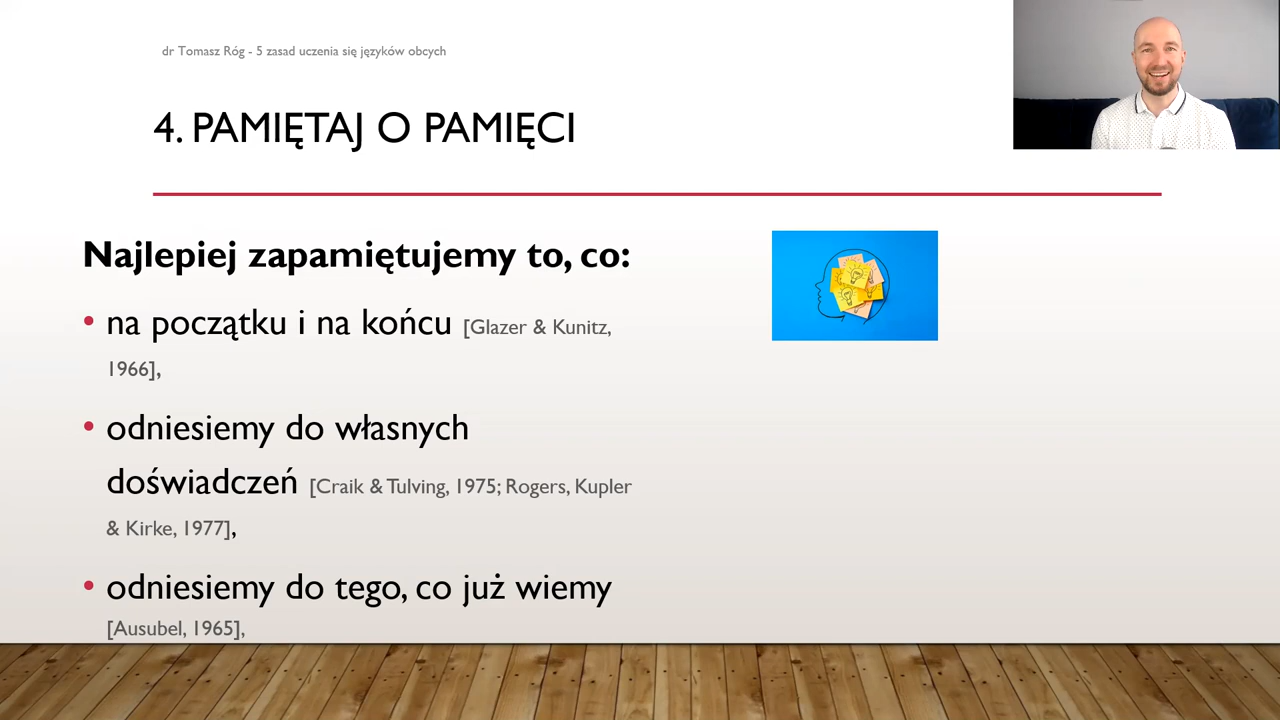 dr Tomasz Róg - 5 zasad uczenia się języków obcych
4. PAMIĘTAJ O PAMIĘCI
Najlepiej zapamiętujemy to, co:
• na początku i na końcu [Glazer & Kunitz,
1966],
• odniesiemy do własnych
doświadczeń [Craik & Tulving, 1975; Rogers, Kupler
& Kirke, 1977],
• odniesiemy do tego, co już wiemy
[Ausubel, 1965],